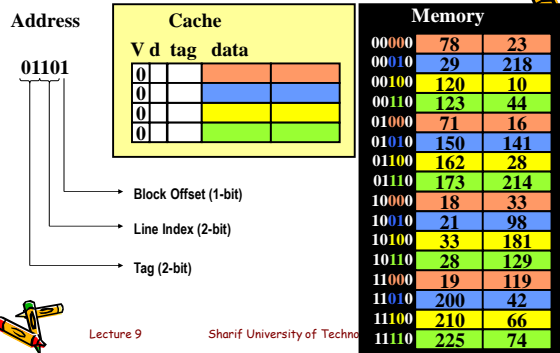 Address
01101
Cache
V d tag data
0
0
0
0
Block Offset (1-bit)
Line Index (2-bit)
Tag (2-bit)
Memory
00000 78 23
00010 29 218
00100 120 10
00110 123 44
01000 71 16
01010 150 141
01100 162 28
01110 173 214
10000 18 33
10010 21 98
10100 33 181
10110 28 129
11000 19 119
11010 200 42
11100 210 66
11110 225 74
Lecture 9 Sharif University of Techno